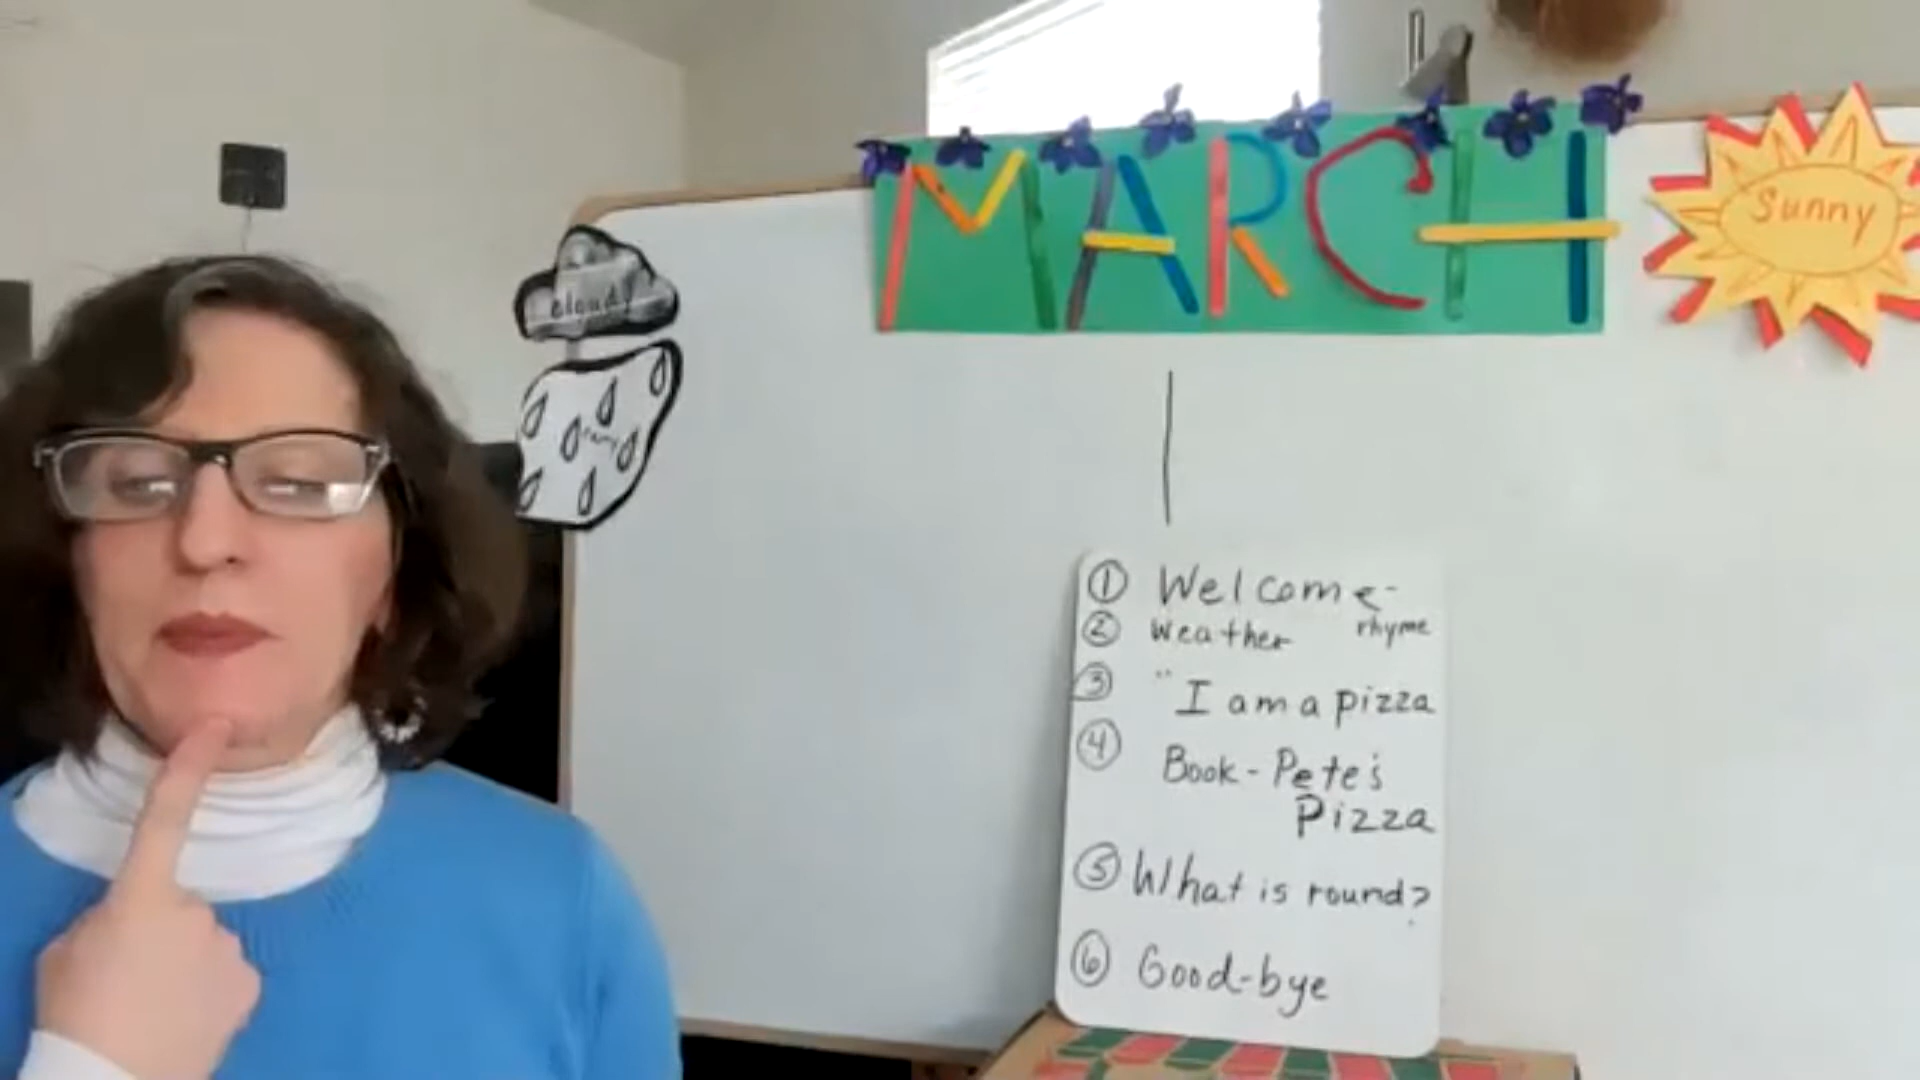 MARCH
Sunny
cloudy
① Welcome-
rhyme
② Weather
③ "I am a pizza
④ Book - Pete's
Pizza
⑤ What is round?
⑥ Good-bye